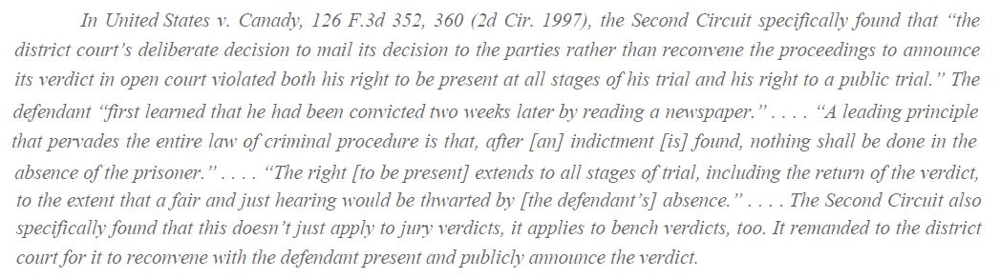 In United States v. Canady, 126 F.3d 352, 360 (2d Cir. 1997), the Second Circuit specifically found that “the
district court’s deliberate decision to mail its decision to the parties rather than reconvene the proceedings to announce
its verdict in open court violated both his right to be present at all stages of his trial and his right to a public trial.” The
defendant “first learned that he had been convicted two weeks later by reading a newspaper.” . . . . “A leading principle
that pervades the entire law of criminal procedure is that, after [an] indictment [is] found, nothing shall be done in the
absence of the prisoner.” . . . . “The right [to be present] extends to all stages of trial, including the return of the verdict,
to the extent that a fair and just hearing would be thwarted by [the defendant’s] absence.” . . . . The Second Circuit also
specifically found that this doesn’t just apply to jury verdicts, it applies to bench verdicts, too. It remanded to the district
court for it to reconvene with the defendant present and publicly announce the verdict.